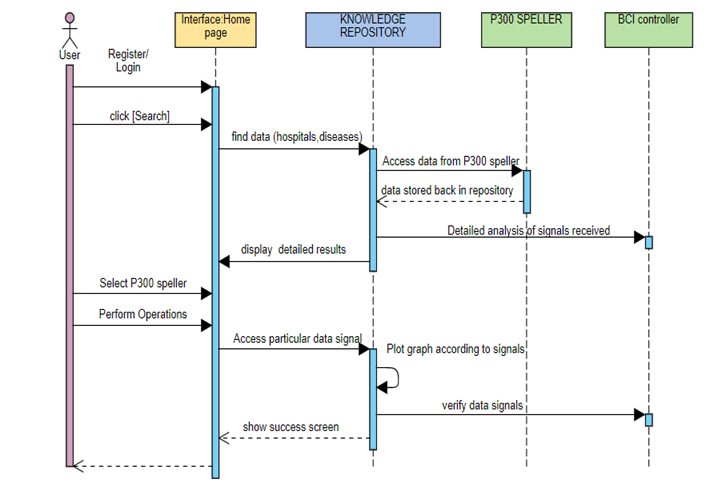 Interface:Home
page
KNOWLEDGE
REPOSITORY
P300 SPELLER
BCI controller
User
Register/
Login
click [Search]
find data (hospitals,diseases)
Access data from P300 speller
data stored back in repository
Detailed analysis of signals received
display detailed results
Select P300 speller
Perform Operations
Access particular data signal
Plot graph according to signals
verify data signals
show success screen